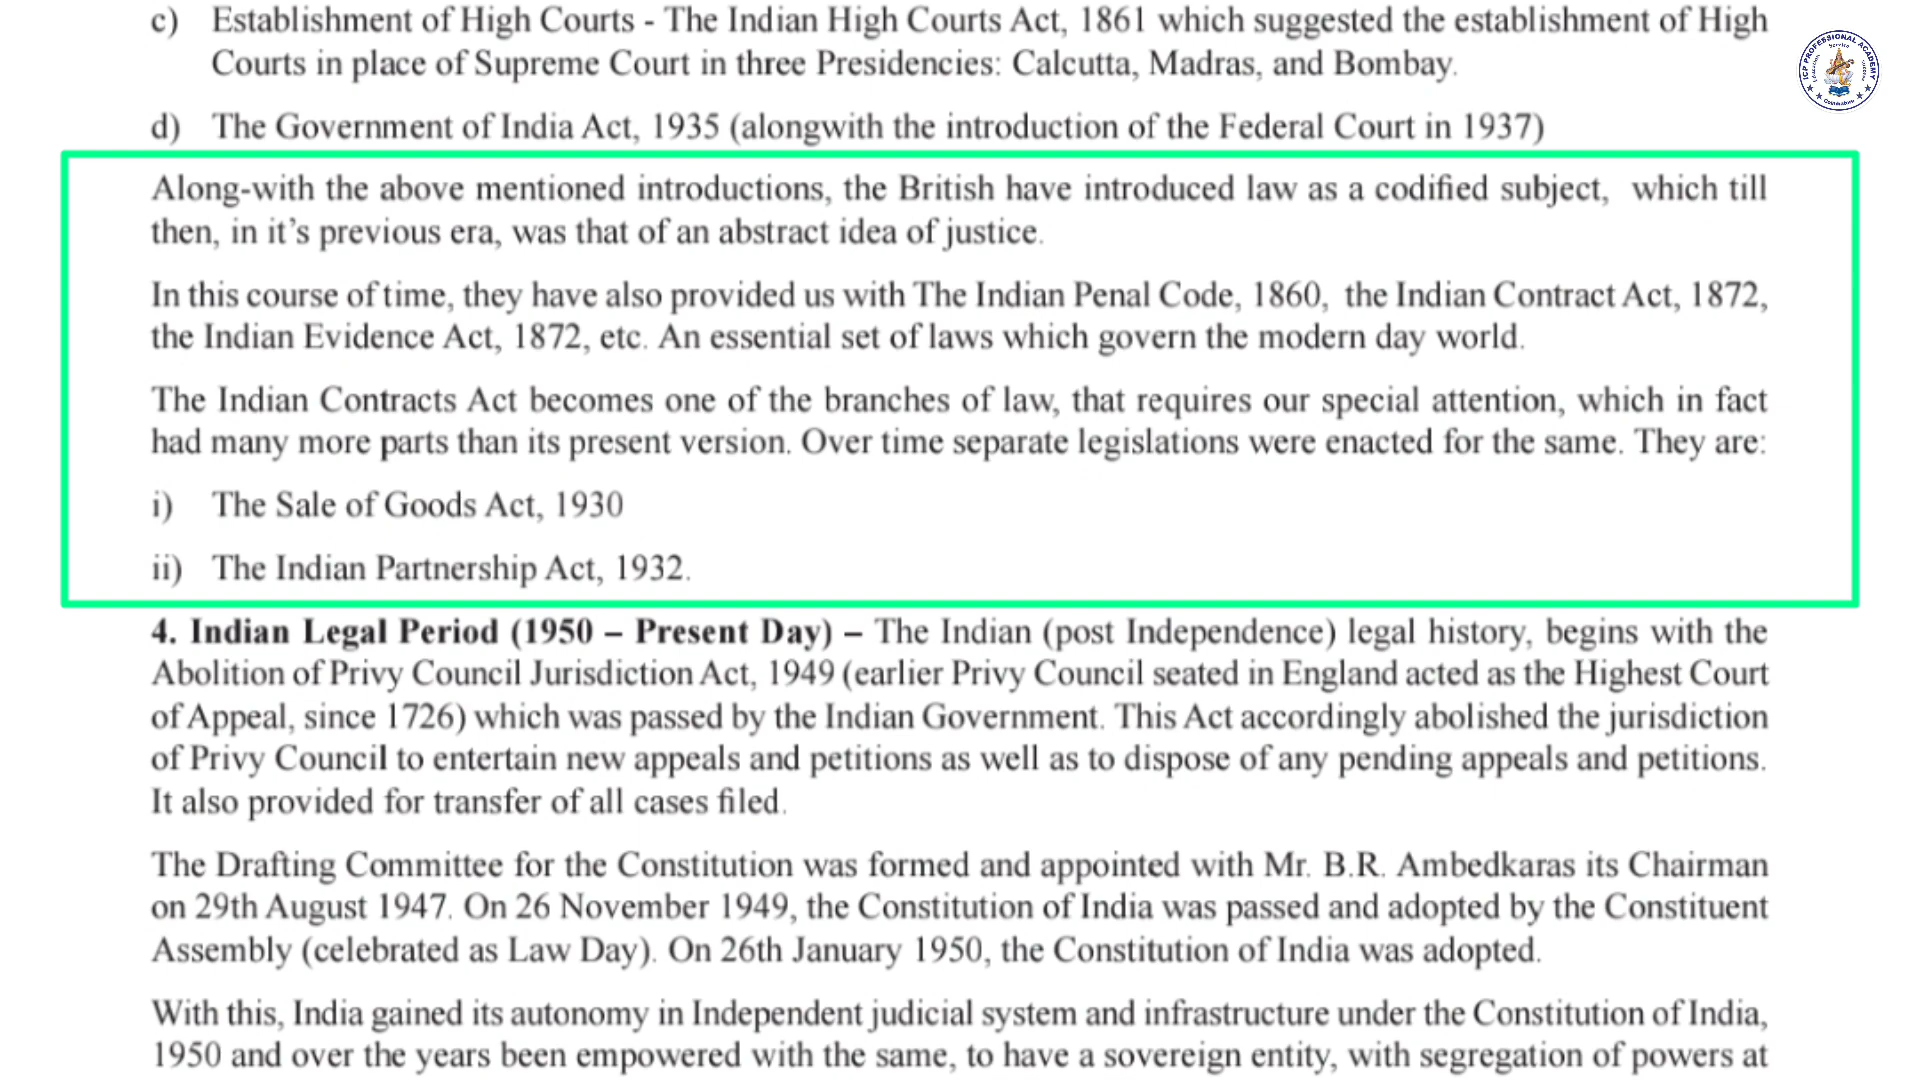 c) Establishment of High Courts - The Indian High Courts Act, 1861 which suggested the establishment of High
Courts in place of Supreme Court in three Presidencies: Calcutta, Madras, and Bombay.
d) The Government of India Act, 1935 (alongwith the introduction of the Federal Court in 1937)
Along-with the above mentioned introductions, the British have introduced law as a codified subject, which till
then, in it's previous era, was that of an abstract idea of justice.
In this course of time, they have also provided us with The Indian Penal Code, 1860, the Indian Contract Act, 1872,
the Indian Evidence Act, 1872, etc. An essential set of laws which govern the modern day world.
The Indian Contracts Act becomes one of the branches of law, that requires our special attention, which in fact
had many more parts than its present version. Over time separate legislations were enacted for the same. They are:
i) The Sale of Goods Act, 1930
ii) The Indian Partnership Act, 1932.
4. Indian Legal Period (1950 – Present Day) – The Indian (post Independence) legal history, begins with the
Abolition of Privy Council Jurisdiction Act, 1949 (earlier Privy Council seated in England acted as the Highest Court
of Appeal, since 1726) which was passed by the Indian Government. This Act accordingly abolished the jurisdiction
of Privy Council to entertain new appeals and petitions as well as to dispose of any pending appeals and petitions.
It also provided for transfer of all cases filed.
The Drafting Committee for the Constitution was formed and appointed with Mr. B.R. Ambedkaras its Chairman
on 29th August 1947. On 26 November 1949, the Constitution of India was passed and adopted by the Constituent
Assembly (celebrated as Law Day). On 26th January 1950, the Constitution of India was adopted.
With this, India gained its autonomy in Independent judicial system and infrastructure under the Constitution of India,
1950 and over the years been empowered with the same, to have a sovereign entity, with segregation of powers at
ICP PROFESSIONAL ACADEMY
Service